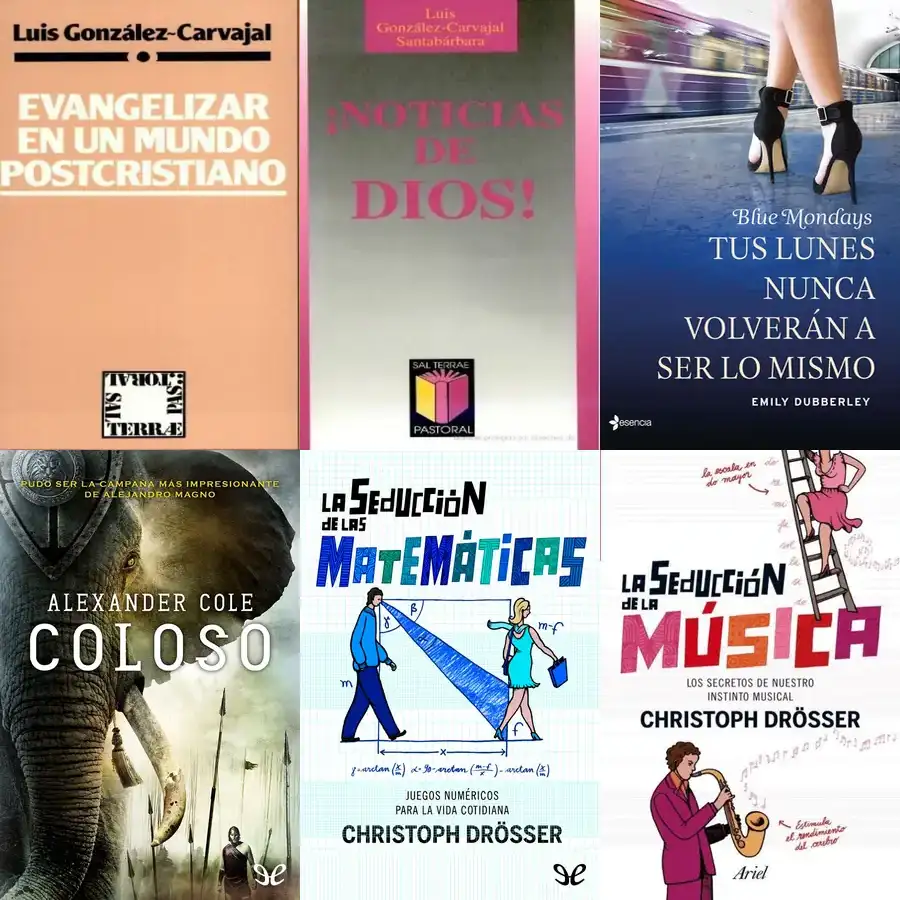 Luis González-Carvajal
EVANGELIZAR
EN UN MUNDO
POSTCRISTIANO
SAL
TERRÆ
Luis
González-Carvajal
Santabárbara
¡NOTICIAS
DE
DIOS!
SAL TERRAE
PASTORAL
Blue Mondays
TUS LUNES
NUNCA
VOLVERÁN A
SER LO MISMO
EMILY DUBBERLEY
esencia
PUDO SER LA CAMPAÑA MÁS IMPRESIONANTE
DE ALEJANDRO MAGNO
ALEXANDER COLE
COLOSO
LA SEDUCCIÓN
DE LAS
MATEMÁTICAS
β
γ
m-f
m
f
x
JUEGOS NUMÉRICOS
PARA LA VIDA COTIDIANA
CHRISTOPH DRÖSSER
la escala en
do mayor
do
si
la
LA SEDUCCIÓN
DE LA
MÚSICA
LOS SECRETOS DE NUESTRO
INSTINTO MUSICAL
CHRISTOPH DRÖSSER
Estimula
el rendimiento
del cerebro
Ariel